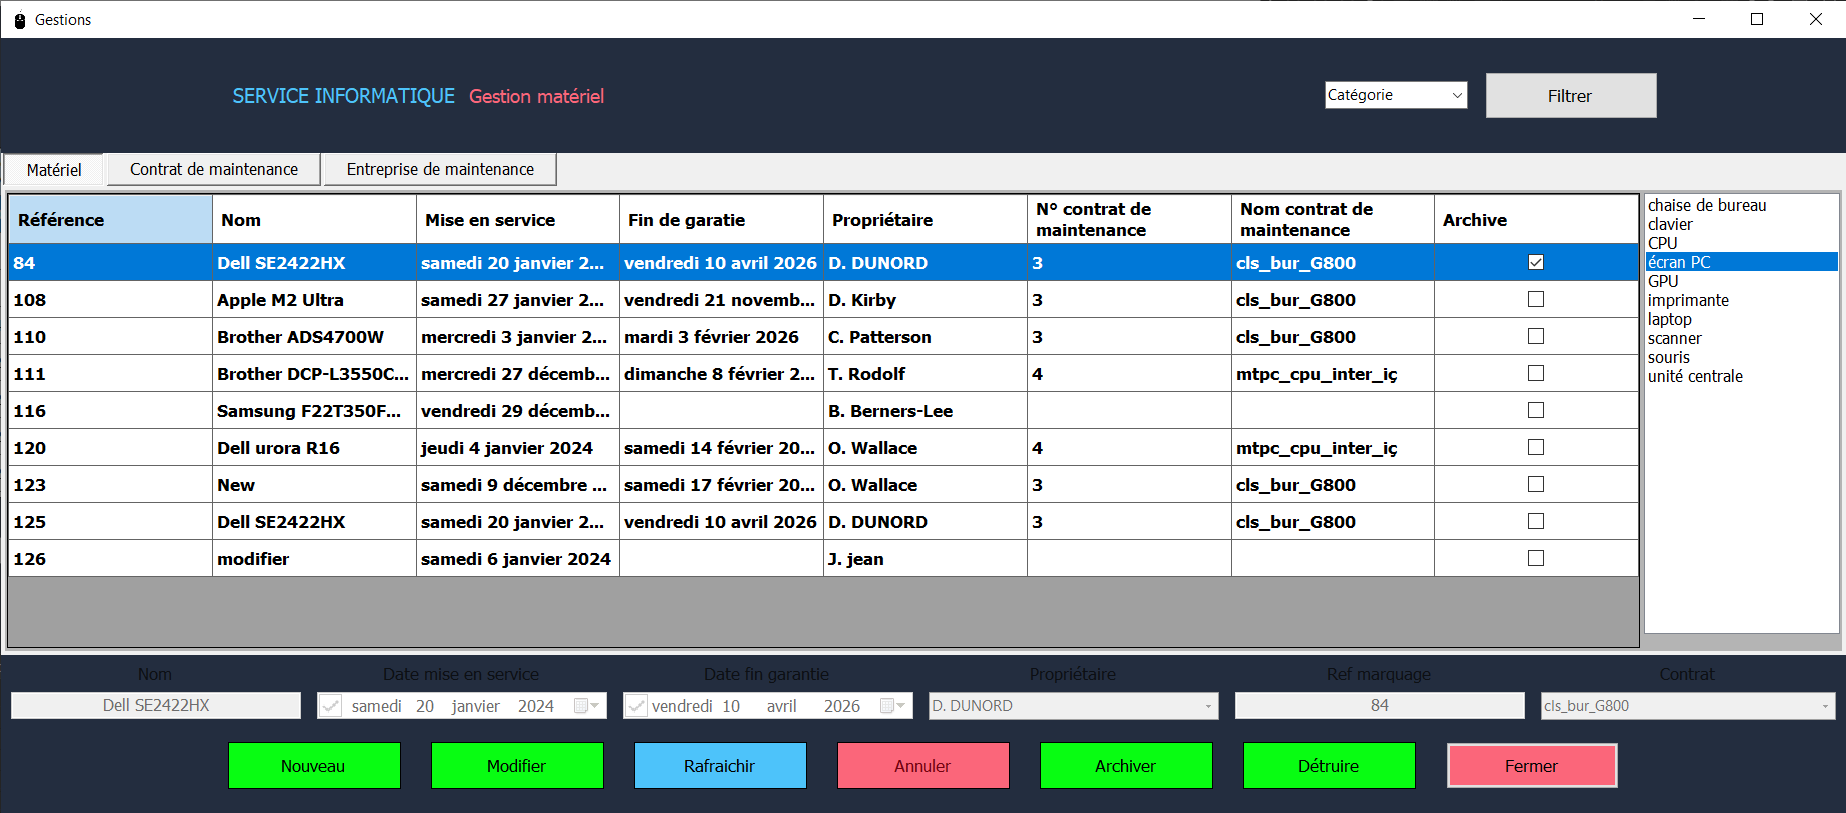 Gestions
SERVICE INFORMATIQUE Gestion matériel
Catégorie
Filtrer
Matériel Contrat de maintenance Entreprise de maintenance
Référence Nom Mise en service Fin de garatie Propriétaire N° contrat de maintenance Nom contrat de maintenance Archive
84 Dell SE2422HX samedi 20 janvier 2... vendredi 10 avril 2026 D. DUNORD 3 cls_bur_G800
108 Apple M2 Ultra samedi 27 janvier 2... vendredi 21 novemb... D. Kirby 3 cls_bur_G800
110 Brother ADS4700W mercredi 3 janvier 2... mardi 3 février 2026 C. Patterson 3 cls_bur_G800
111 Brother DCP-L3550C... mercredi 27 décemb... dimanche 8 février 2... T. Rodolf 4 mtpc_cpu_inter_iç
116 Samsung F22T350F... vendredi 29 décemb... B. Berners-Lee
120 Dell urora R16 jeudi 4 janvier 2024 samedi 14 février 20... O. Wallace 4 mtpc_cpu_inter_iç
123 New samedi 9 décembre ... samedi 17 février 20... O. Wallace 3 cls_bur_G800
125 Dell SE2422HX samedi 20 janvier 2... vendredi 10 avril 2026 D. DUNORD 3 cls_bur_G800
126 modifier samedi 6 janvier 2024 J. jean
chaise de bureau
clavier
CPU
écran PC
GPU
imprimante
laptop
scanner
souris
unité centrale
Nom Date mise en service Date fin garantie Propriétaire Ref marquage Contrat
Dell SE2422HX samedi 20 janvier 2024 vendredi 10 avril 2026 D. DUNORD 84 cls_bur_G800
Nouveau Modifier Rafraichir Annuler Archiver Détruire Fermer